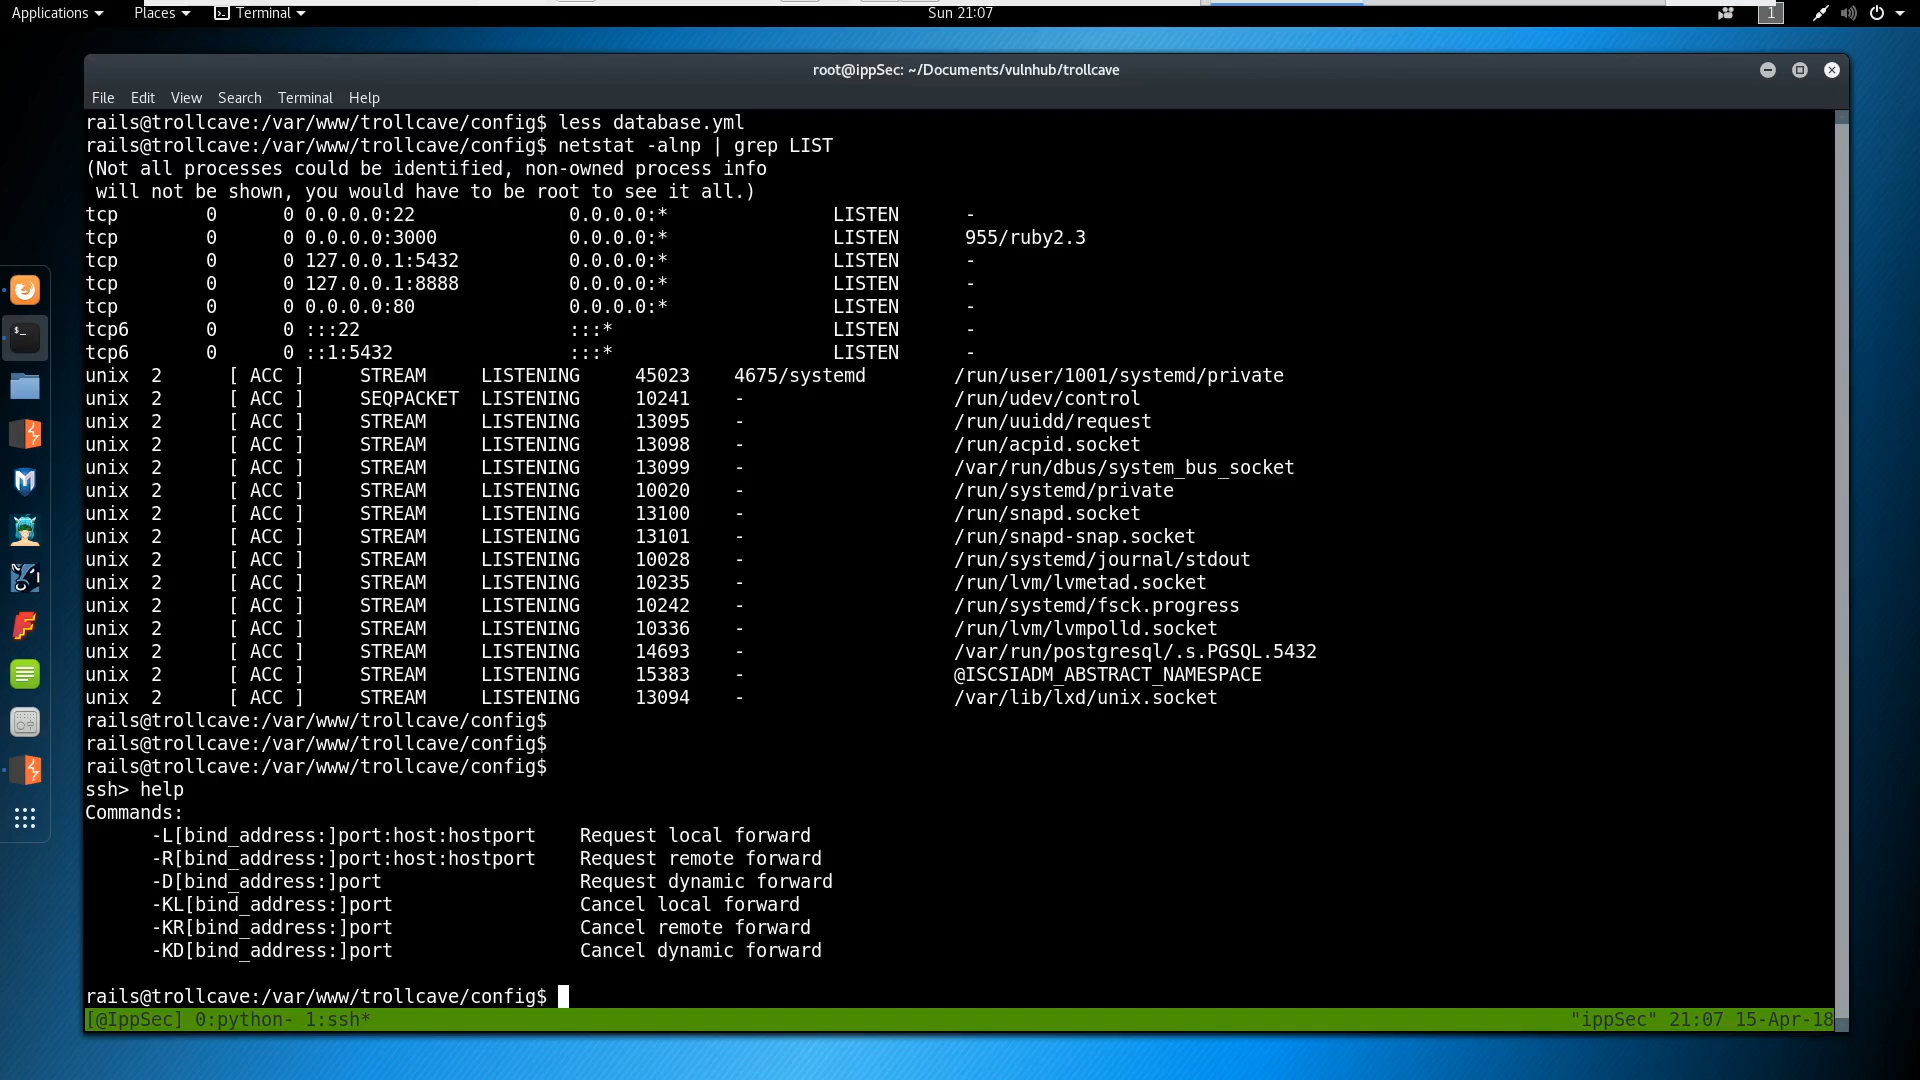 Applications Places Terminal Sun 21:07 1
root@ippSec: ~/Documents/vulnhub/trollcave
File Edit View Search Terminal Help
rails@trollcave:/var/www/trollcave/config$ less database.yml
rails@trollcave:/var/www/trollcave/config$ netstat -alnp | grep LIST
(Not all processes could be identified, non-owned process info
 will not be shown, you would have to be root to see it all.)
tcp        0      0 0.0.0.0:22              0.0.0.0:*               LISTEN      -
tcp        0      0 0.0.0.0:3000            0.0.0.0:*               LISTEN      955/ruby2.3
tcp        0      0 127.0.0.1:5432          0.0.0.0:*               LISTEN      -
tcp        0      0 127.0.0.1:8888          0.0.0.0:*               LISTEN      -
tcp        0      0 0.0.0.0:80              0.0.0.0:*               LISTEN      -
tcp6       0      0 :::22                   :::*                    LISTEN      -
tcp6       0      0 ::1:5432                :::*                    LISTEN      -
unix  2      [ ACC ]     STREAM     LISTENING     45023    4675/systemd        /run/user/1001/systemd/private
unix  2      [ ACC ]     SEQPACKET  LISTENING     10241    -                   /run/udev/control
unix  2      [ ACC ]     STREAM     LISTENING     13095    -                   /run/uuidd/request
unix  2      [ ACC ]     STREAM     LISTENING     13098    -                   /run/acpid.socket
unix  2      [ ACC ]     STREAM     LISTENING     13099    -                   /var/run/dbus/system_bus_socket
unix  2      [ ACC ]     STREAM     LISTENING     10020    -                   /run/systemd/private
unix  2      [ ACC ]     STREAM     LISTENING     13100    -                   /run/snapd.socket
unix  2      [ ACC ]     STREAM     LISTENING     13101    -                   /run/snapd-snap.socket
unix  2      [ ACC ]     STREAM     LISTENING     10028    -                   /run/systemd/journal/stdout
unix  2      [ ACC ]     STREAM     LISTENING     10235    -                   /run/lvm/lvmetad.socket
unix  2      [ ACC ]     STREAM     LISTENING     10242    -                   /run/systemd/fsck.progress
unix  2      [ ACC ]     STREAM     LISTENING     10336    -                   /run/lvm/lvmpolld.socket
unix  2      [ ACC ]     STREAM     LISTENING     14693    -                   /var/run/postgresql/.s.PGSQL.5432
unix  2      [ ACC ]     STREAM     LISTENING     15383    -                   @ISCSIADM_ABSTRACT_NAMESPACE
unix  2      [ ACC ]     STREAM     LISTENING     13094    -                   /var/lib/lxd/unix.socket
rails@trollcave:/var/www/trollcave/config$
rails@trollcave:/var/www/trollcave/config$
rails@trollcave:/var/www/trollcave/config$
ssh> help
Commands:
      -L[bind_address:]port:host:hostport    Request local forward
      -R[bind_address:]port:host:hostport    Request remote forward
      -D[bind_address:]port                  Request dynamic forward
      -KL[bind_address:]port                 Cancel local forward
      -KR[bind_address:]port                 Cancel remote forward
      -KD[bind_address:]port                 Cancel dynamic forward
rails@trollcave:/var/www/trollcave/config$
[@IppSec] 0:python- 1:ssh* "ippSec" 21:07 15-Apr-18